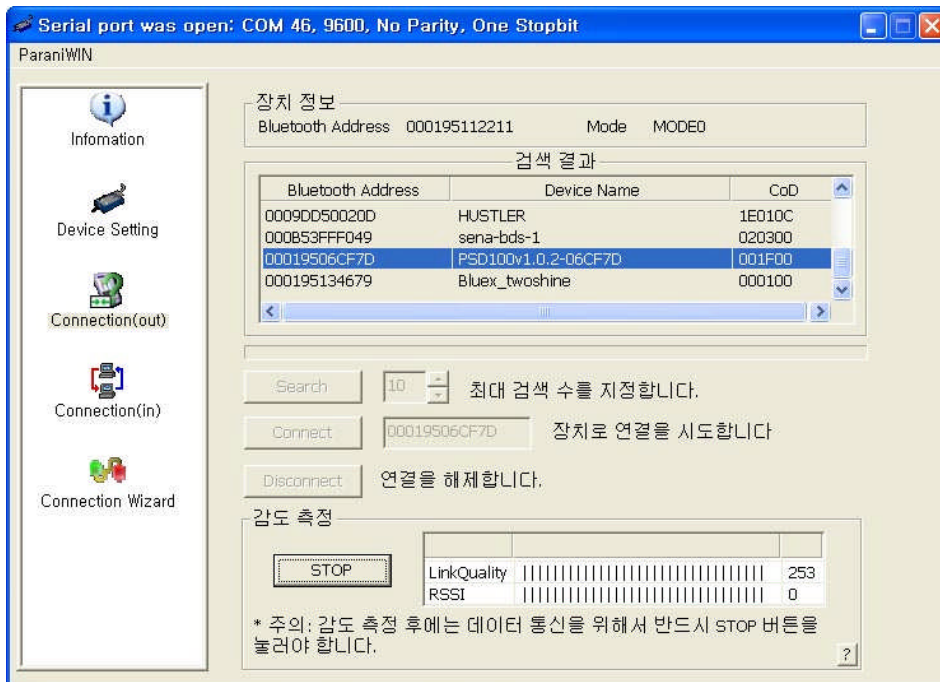 Serial port was open: COM 46, 9600, No Parity, One Stopbit
ParaniWIN
Infomation
Device Setting
Connection(out)
Connection(in)
Connection Wizard
장치 정보
Bluetooth Address 000195112211 Mode MODE0
검색 결과
Bluetooth Address Device Name CoD
0009DD50020D HUSTLER 1E010C
000B53FFF049 sena-bds-1 020300
00019506CF7D PSD100v1.0.2-06CF7D 001F00
000195134679 Bluex_twoshine 000100
Search 10 최대 검색 수를 지정합니다.
Connect 00019506CF7D 장치로 연결을 시도합니다
Disconnect 연결을 해제합니다.
감도 측정
STOP
LinkQuality 253
RSSI 0
* 주의: 감도 측정 후에는 데이터 통신을 위해서 반드시 STOP 버튼을
눌러야 합니다.
?